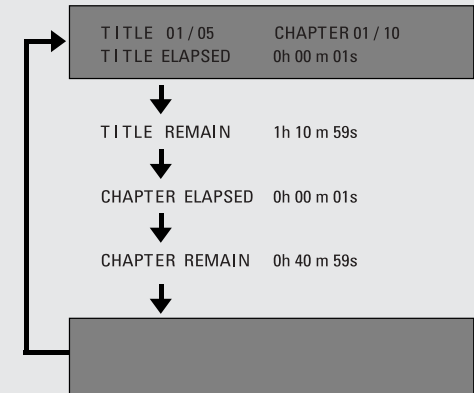 TITLE 01/05 CHAPTER 01/10
TITLE ELAPSED 0h 00 m 01s
TITLE REMAIN 1h 10 m 59s
CHAPTER ELAPSED 0h 00 m 01s
CHAPTER REMAIN 0h 40 m 59s